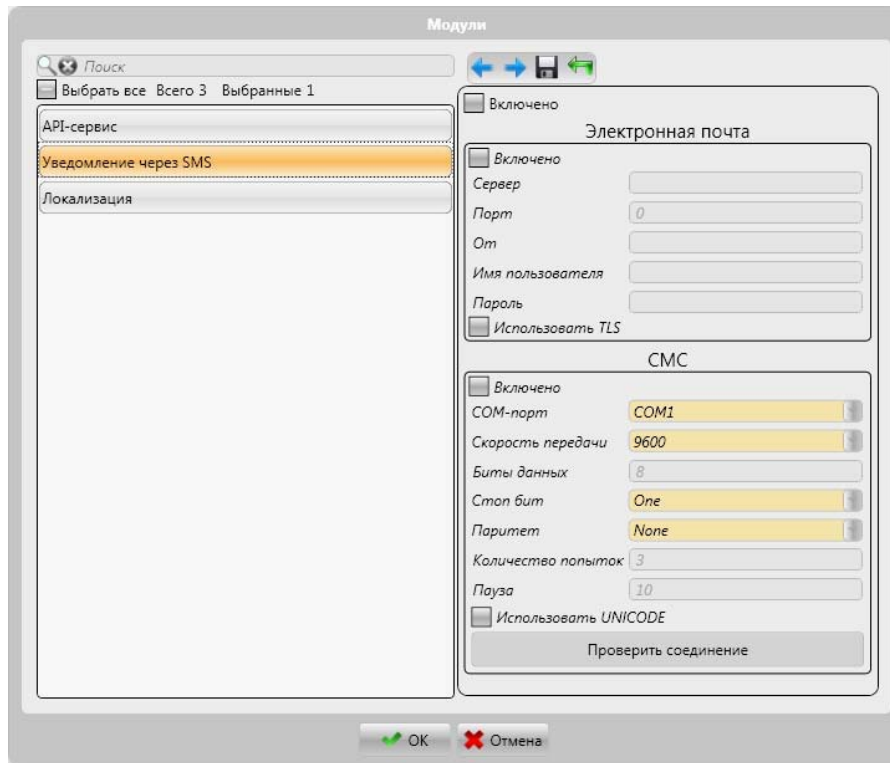 Модули
Поиск
Выбрать все Всего 3 Выбранные 1
API-сервис
Уведомление через SMS
Локализация
Включено
Электронная почта
Включено
Сервер
Порт 0
От
Имя пользователя
Пароль
Использовать TLS
СМС
Включено
COM-порт COM1
Скорость передачи 9600
Биты данных 8
Стоп бит One
Паритет None
Количество попыток 3
Пауза 10
Использовать UNICODE
Проверить соединение
OK Отмена